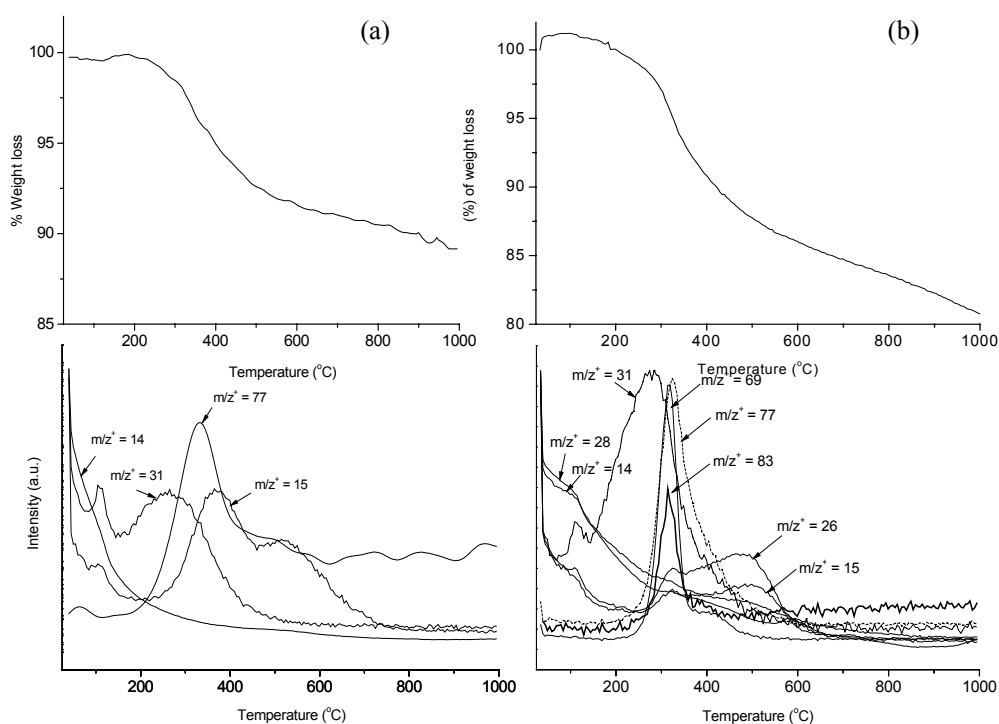 (a)
100
95
90
85
% Weight loss
200 400 600 800 1000
Temperature (°C)
(b)
100
95
90
85
80
(%) of weight loss
200 400 600 800 1000
Temperature (°C)
m/z⁺ = 77
m/z⁺ = 14
m/z⁺ = 31
m/z⁺ = 15
Intensity (a.u.)
200 400 600 800 1000
Temperature (°C)
m/z⁺ = 31
m/z⁺ = 69
m/z⁺ = 77
m/z⁺ = 28
m/z⁺ = 14
m/z⁺ = 83
m/z⁺ = 26
m/z⁺ = 15
200 400 600 800 1000
Temperature (°C)